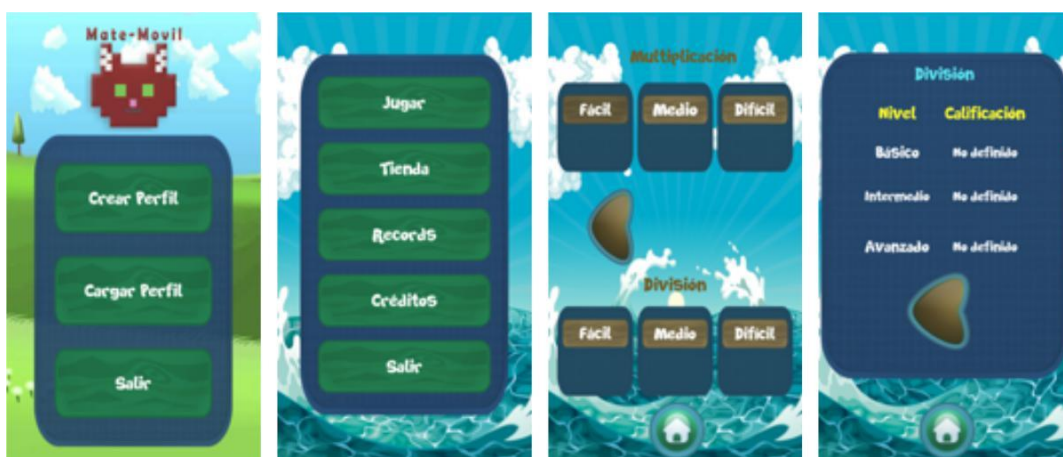 Mate-Movil
Crear Perfil
Cargar Perfil
Salir
Jugar
Tienda
Records
Créditos
Salir
Multiplicación
Fácil Medio Difícil
División
Fácil Medio Difícil
División
Nivel Calificación
Básico No definido
Intermedio No definido
Avanzado No definido